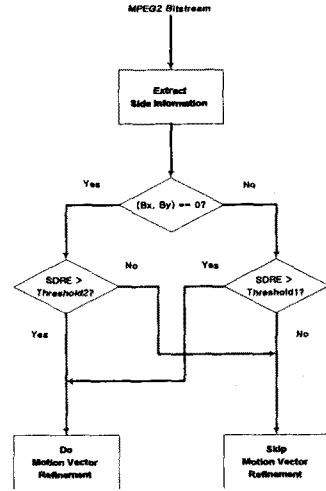 MPEG2 Bitstream
Extract
Side Information
Yes
(Bx, By) == 0?
No
SDRE >
Threshold2?
No
Yes
SDRE >
Threshold1?
Yes
No
Do
Motion Vector
Refinement
Skip
Motion Vector
Refinement